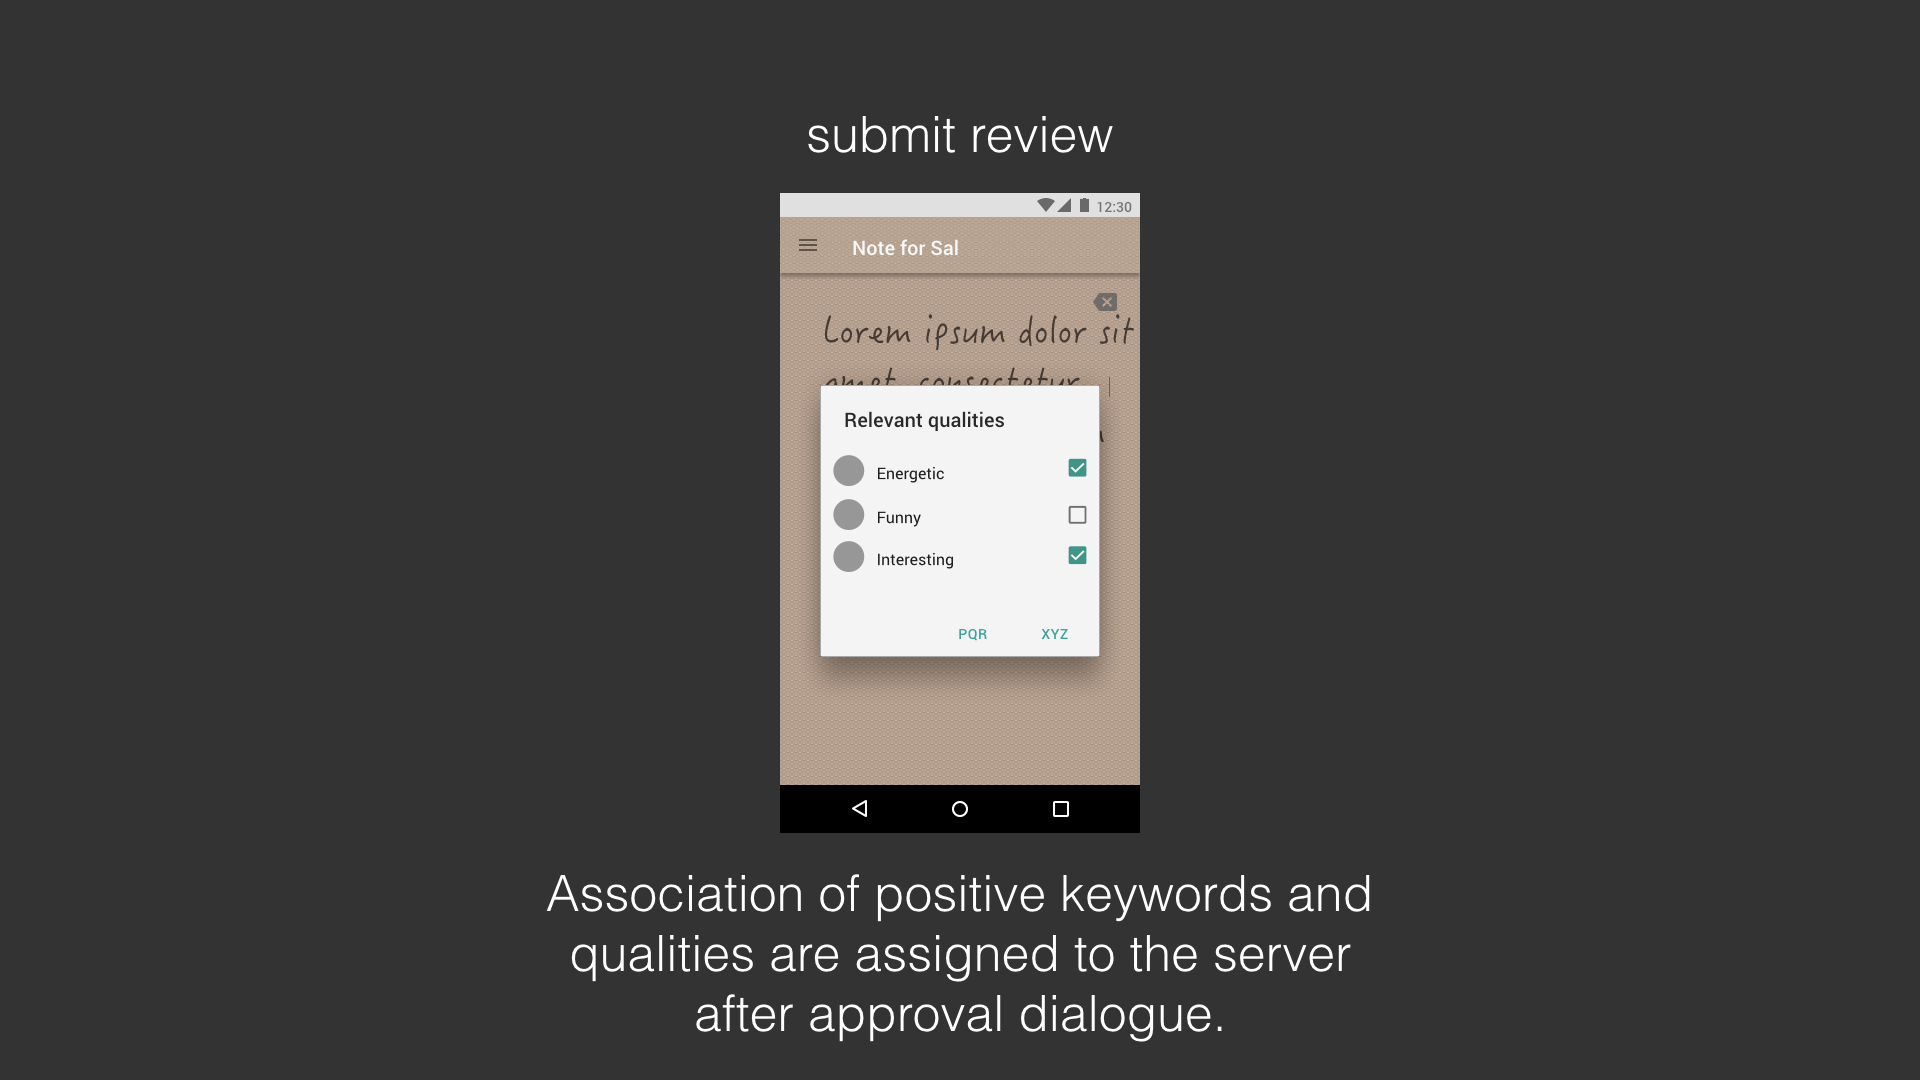 submit review
12:30
Note for Sal
Lorem ipsum dolor sit
amet, consectetur
Relevant qualities
Energetic
Funny
Interesting
PQR XYZ
Association of positive keywords and
qualities are assigned to the server
after approval dialogue.